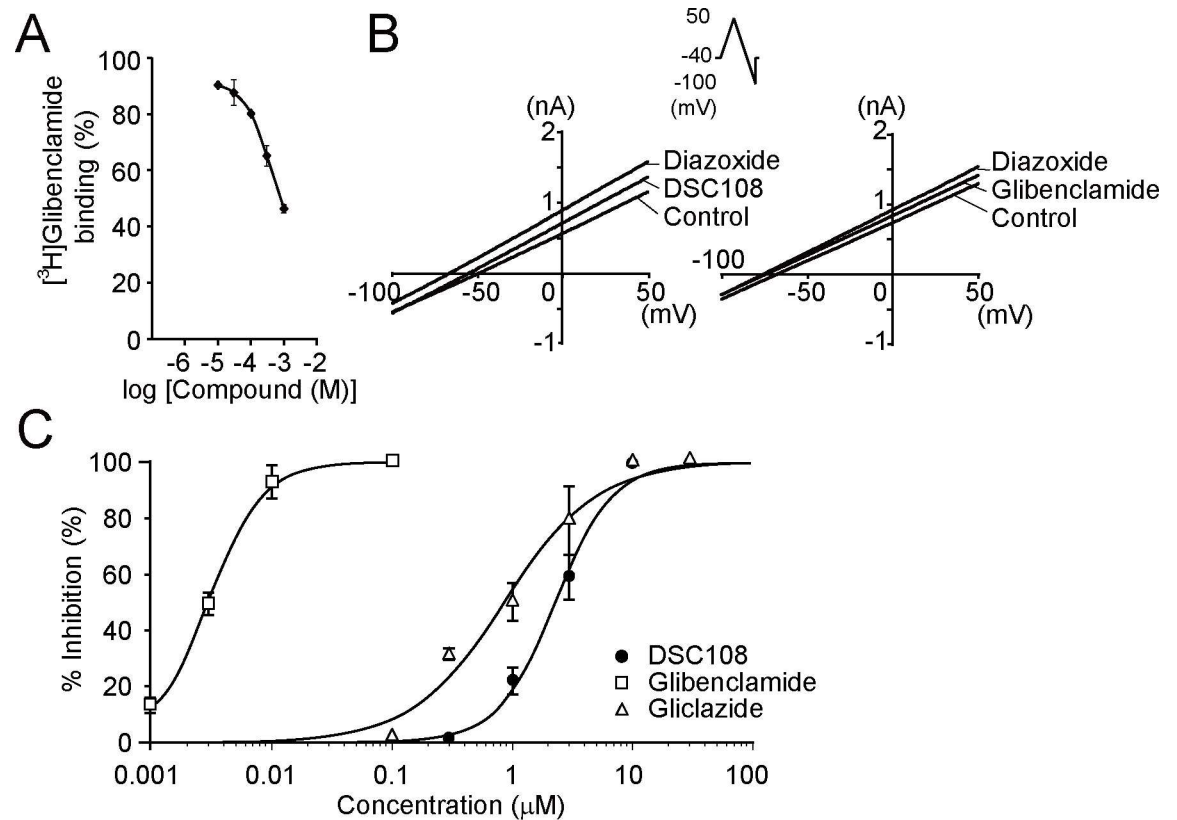 A
[³H]Glibenclamide
binding (%)
100
80
60
40
20
0
-6 -5 -4 -3 -2
log [Compound (M)]
B
50
-40
-100
(mV)
(nA)
2
1
Diazoxide
DSC108
Control
-100 -50 0 50
(mV)
-1
(nA)
2
1
Diazoxide
Glibenclamide
Control
-100
-50 0 50
(mV)
-1
C
% Inhibition (%)
100
80
60
40
20
0
DSC108
Glibenclamide
Gliclazide
0.001 0.01 0.1 1 10 100
Concentration (μM)